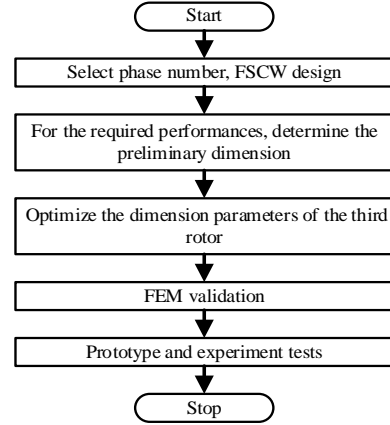 Start
Select phase number, FSCW design
For the required performances, determine the
preliminary dimension
Optimize the dimension parameters of the third
rotor
FEM validation
Prototype and experiment tests
Stop